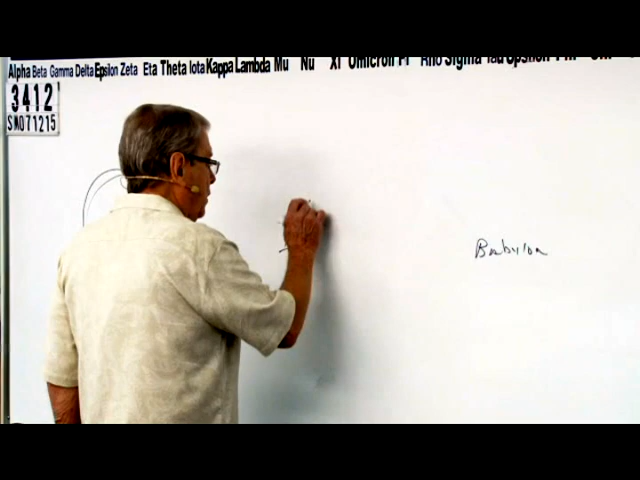 Alpha Beta Gamma Delta Epsilon Zeta Eta Theta Iota Kappa Lambda Mu Nu Xi Omicron Pi Rho Sigma Tau Upsilon Phi
3412
SM071215
Babylon